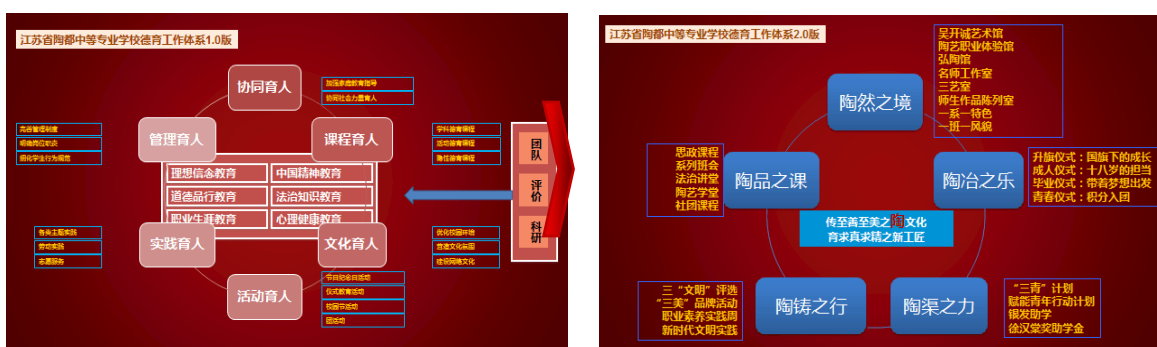 江苏省陶都中等专业学校德育工作体系1.0版
协同育人
加强家庭教育指导
协同社会力量育人
管理育人
完善管理制度
明确岗位职责
细化学生行为规范
课程育人
学科德育课程
活动德育课程
隐性德育课程
理想信念教育
中国精神教育
道德品行教育
法治知识教育
职业生涯教育
心理健康教育
实践育人
各类主题实践
劳动实践
志愿服务
文化育人
优化校园环境
营造文化氛围
建设网络文化
活动育人
节日纪念日活动
仪式教育活动
校园节活动
团活动
团队
评价
科研
江苏省陶都中等专业学校德育工作体系2.0版
陶然之境
吴开诚艺术馆
陶艺职业体验馆
弘陶馆
名师工作室
三艺室
师生作品陈列室
一系一特色
一班一风貌
陶品之课
思政课程
系列班会
法治讲堂
陶艺学堂
社团课程
陶冶之乐
升旗仪式：国旗下的成长
成人仪式：十八岁的担当
毕业仪式：带着梦想出发
青春仪式：积分入团
传至善至美之陶文化
育求真求精之新工匠
陶铸之行
三“文明”评选
“三美”品牌活动
职业素养实践周
新时代文明实践
陶渠之力
“三青”计划
赋能青年行动计划
银发助学
徐汉棠奖助学金